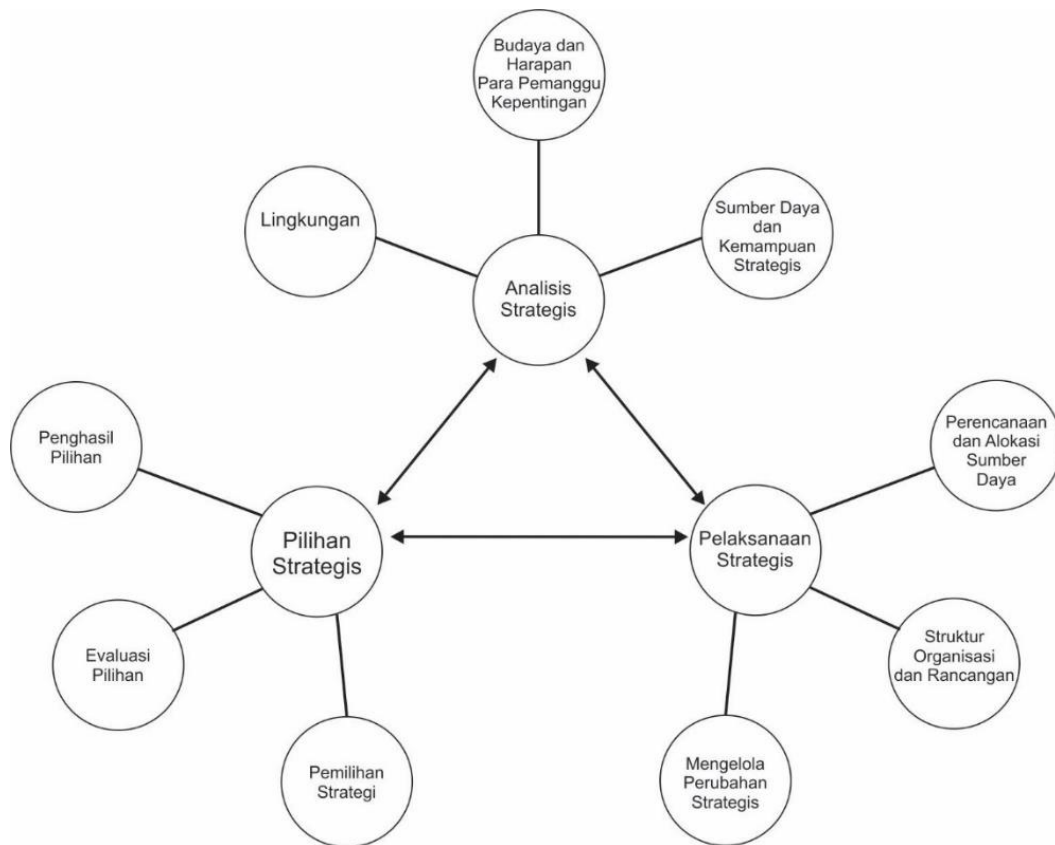 Budaya dan
Harapan
Para Pemanggu
Kepentingan
Lingkungan
Sumber Daya
dan
Kemampuan
Strategis
Analisis
Strategis
Penghasil
Pilihan
Perencanaan
dan Alokasi
Sumber
Daya
Pilihan
Strategis
Pelaksanaan
Strategis
Evaluasi
Pilihan
Struktur
Organisasi
dan Rancangan
Pemilihan
Strategi
Mengelola
Perubahan
Strategis